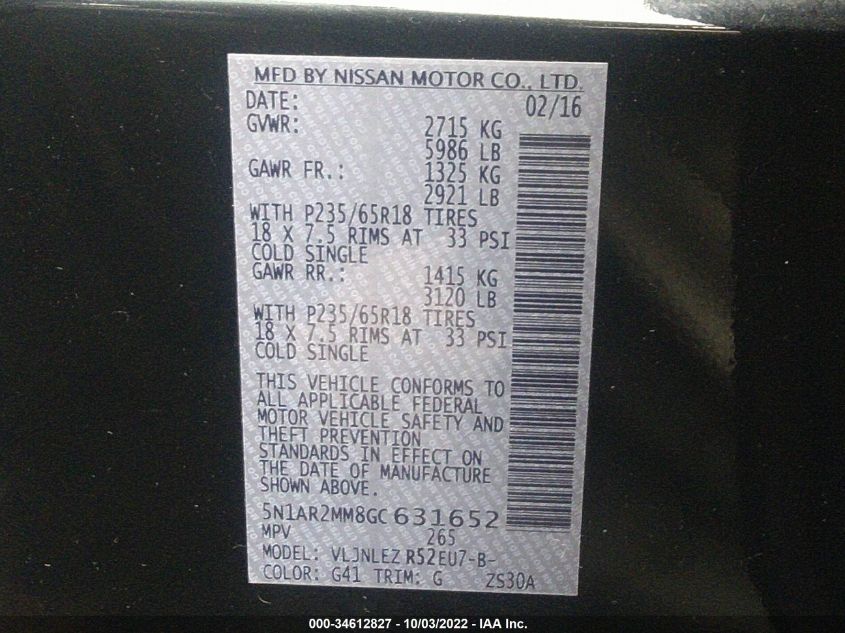 MFD BY NISSAN MOTOR CO., LTD.
DATE: 02/16
GVWR: 2715 KG
5986 LB
GAWR FR.: 1325 KG
2921 LB
WITH P235/65R18 TIRES
18 X 7.5 RIMS AT 33 PSI
COLD SINGLE
GAWR RR.: 1415 KG
3120 LB
WITH P235/65R18 TIRES
18 X 7.5 RIMS AT 33 PSI
COLD SINGLE
THIS VEHICLE CONFORMS TO
ALL APPLICABLE FEDERAL
MOTOR VEHICLE SAFETY AND
THEFT PREVENTION
STANDARDS IN EFFECT ON
THE DATE OF MANUFACTURE
SHOWN ABOVE.
5N1AR2MM8GC631652
MPV 265
MODEL: VLJNLEZ R52EU7-B-
COLOR: G41 TRIM: G ZS30A
000-34612827 - 10/03/2022 - IAA Inc.